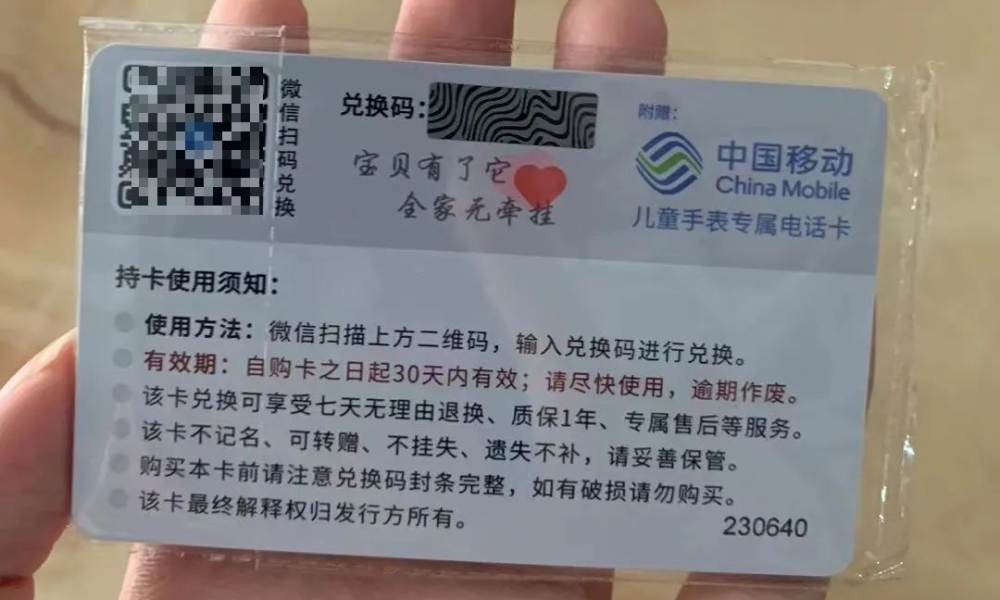 微信扫码兑换
兑换码：
宝贝有了它
全家无牵挂
附赠：
中国移动
China Mobile
儿童手表专属电话卡
持卡使用须知：
使用方法：微信扫描上方二维码，输入兑换码进行兑换。
有效期：自购卡之日起30天内有效；请尽快使用，逾期作废。
该卡兑换可享受七天无理由退换、质保1年、专属售后等服务。
该卡不记名、可转赠、不挂失、遗失不补，请妥善保管。
购买本卡前请注意兑换码封条完整，如有破损请勿购买。
该卡最终解释权归发行方所有。
230640